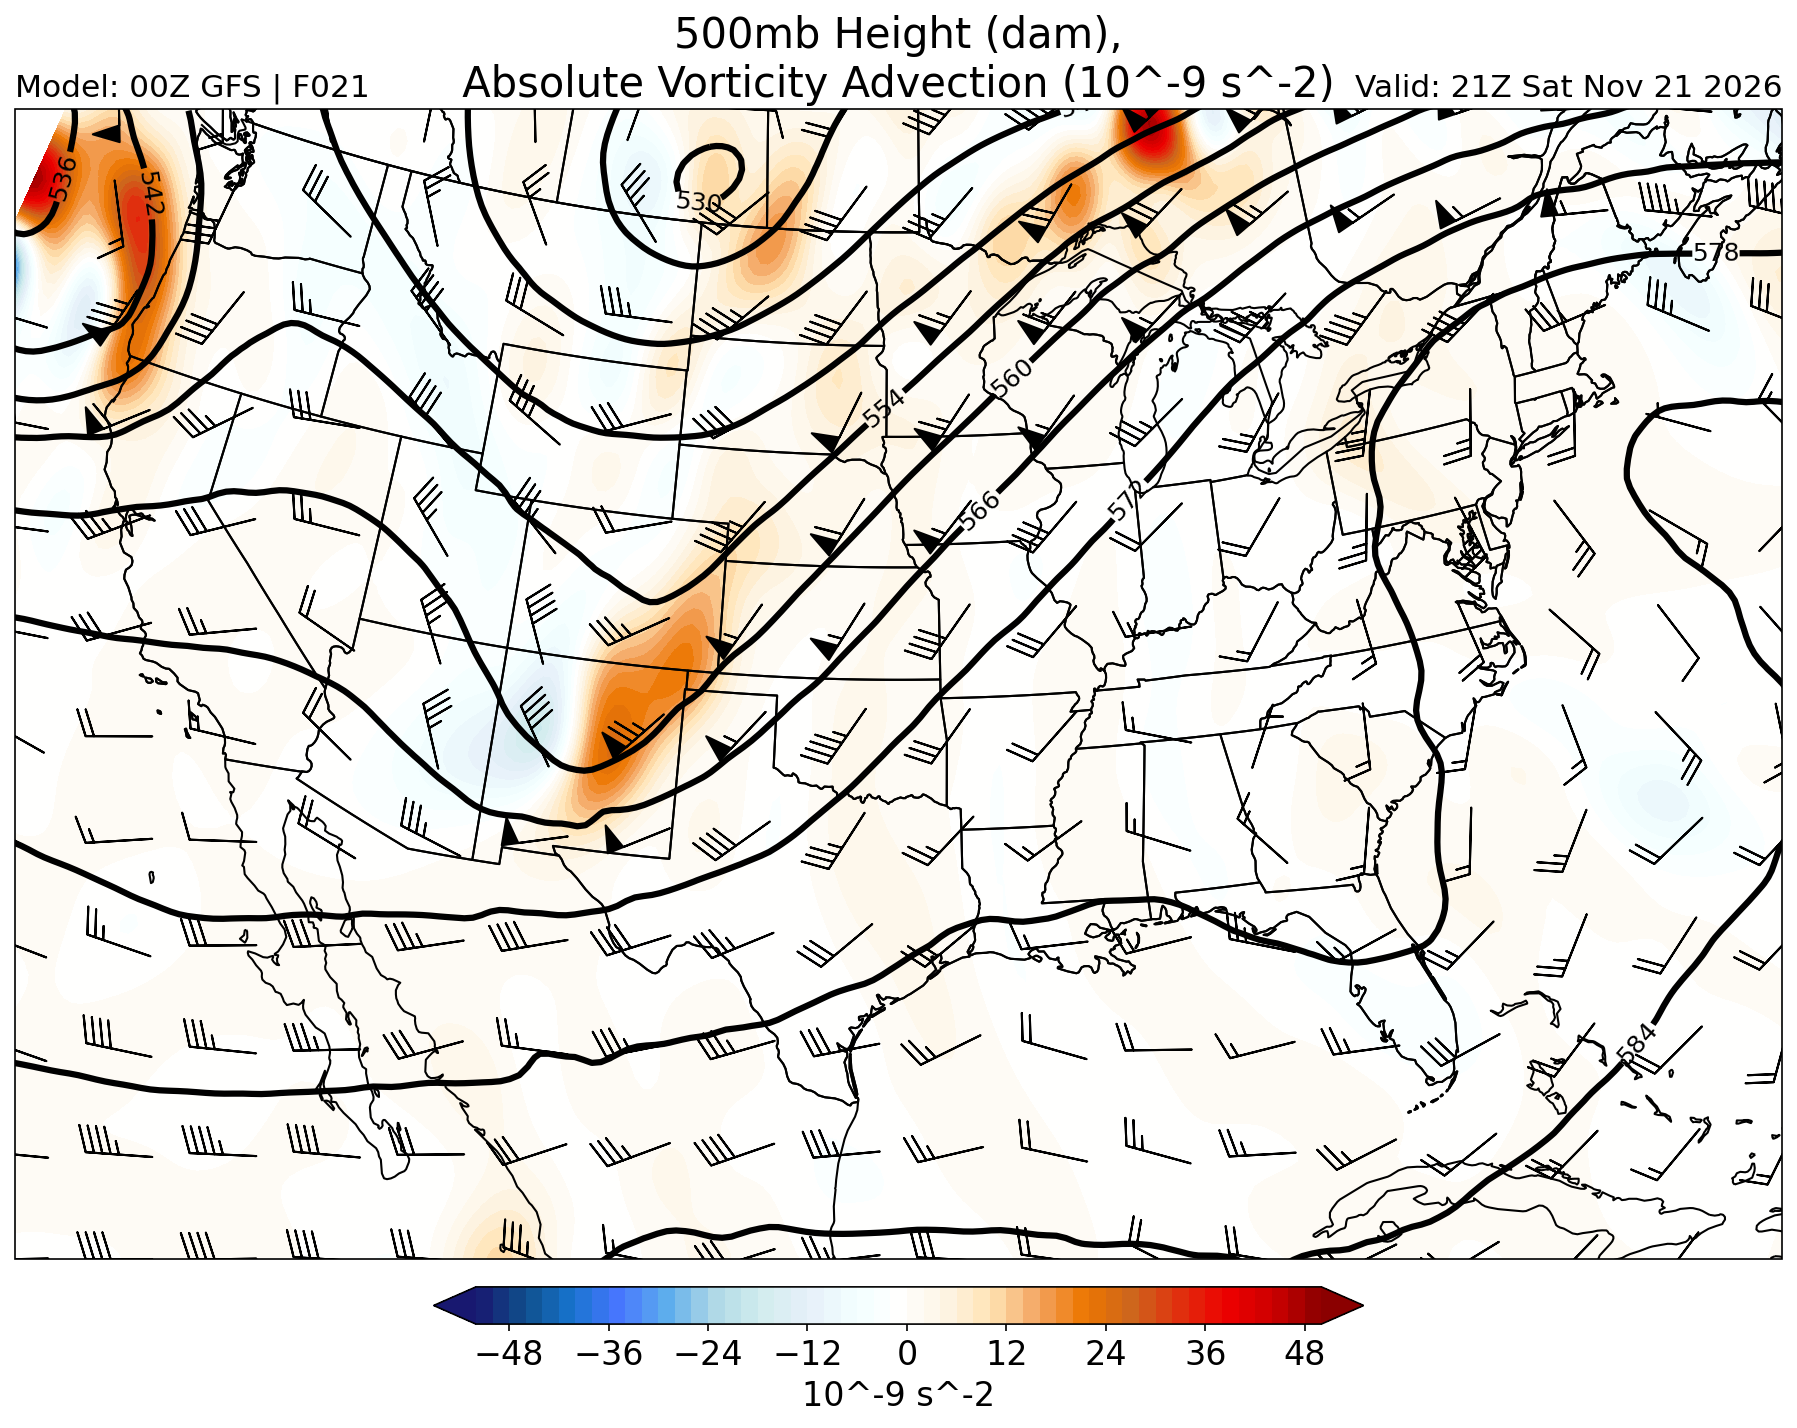 500mb Height (dam),
Model: 00Z GFS | F021
Absolute Vorticity Advection (10^-9 s^-2)
Valid: 21Z Sat Nov 21 2026
536
542
530
578
554
560
566
572
584
−48 −36 −24 −12 0 12 24 36 48
10^-9 s^-2